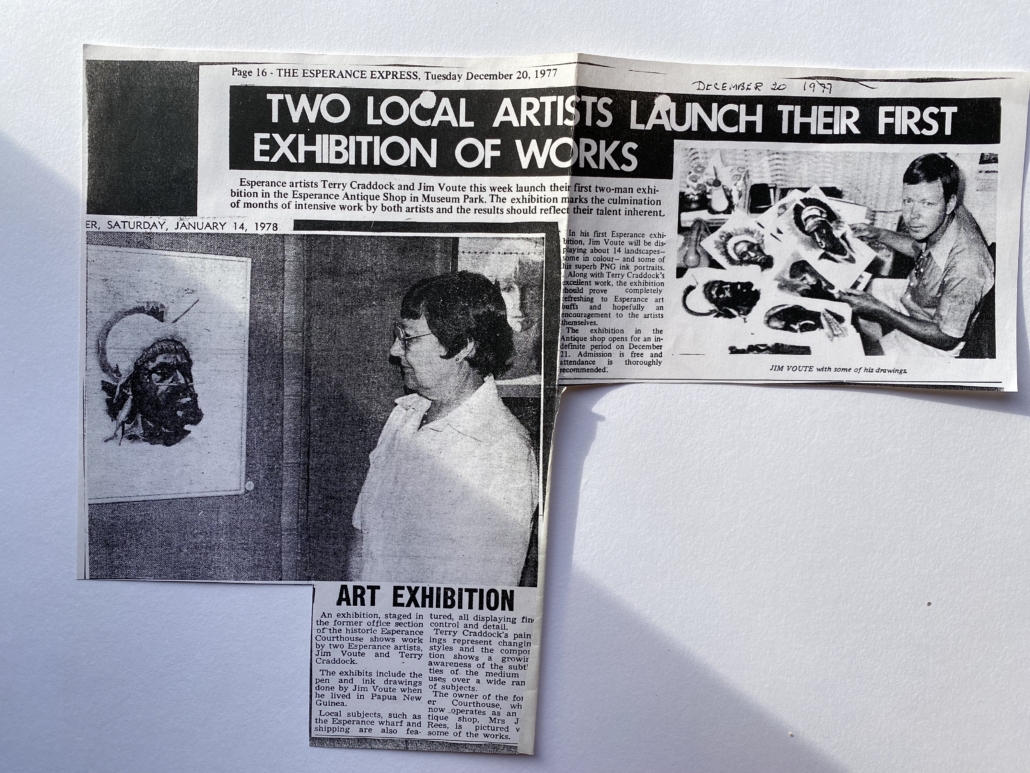 Page 16 - THE ESPERANCE EXPRESS, Tuesday December 20, 1977
DECEMBER 20 1977
TWO LOCAL ARTISTS LAUNCH THEIR FIRST
EXHIBITION OF WORKS
Esperance artists Terry Craddock and Jim Voute this week launch their first two-man exhi-
bition in the Esperance Antique Shop in Museum Park. The exhibition marks the culmination
of months of intensive work by both artists and the results should reflect their talent inherent.
In his first Esperance exhi-
bition, Jim Voute will be dis-
playing about 14 landscapes—
some in colour— and some of
his superb PNG ink portraits.
Along with Terry Craddock's
excellent work, the exhibition
should prove completely
refreshing to Esperance art
buffs and hopefully an
encouragement to the artists
themselves.
The exhibition in the
Antique shop opens for an in-
definite period on December
21. Admission is free and
attendance is thoroughly
recommended.
JIM VOUTE with some of his drawings.
ER, SATURDAY, JANUARY 14, 1978
ART EXHIBITION
An exhibition, staged in
the former office section
of the historic Esperance
Courthouse shows work
by two Esperance artists,
Jim Voute and Terry
Craddock.
The exhibits include the
pen and ink drawings
done by Jim Voute when
he lived in Papua New
Guinea.
Local subjects, such as
the Esperance wharf and
shipping are also fea-
tured, all displaying fin
control and detail.
Terry Craddock's pain
ings represent changin
styles and the compo
tion shows a growin
awareness of the subt
ties of the medium
uses over a wide ran
of subjects.
The owner of the for
er Courthouse, wh
now operates as an
tique shop, Mrs J
Rees, is pictured v
some of the works.